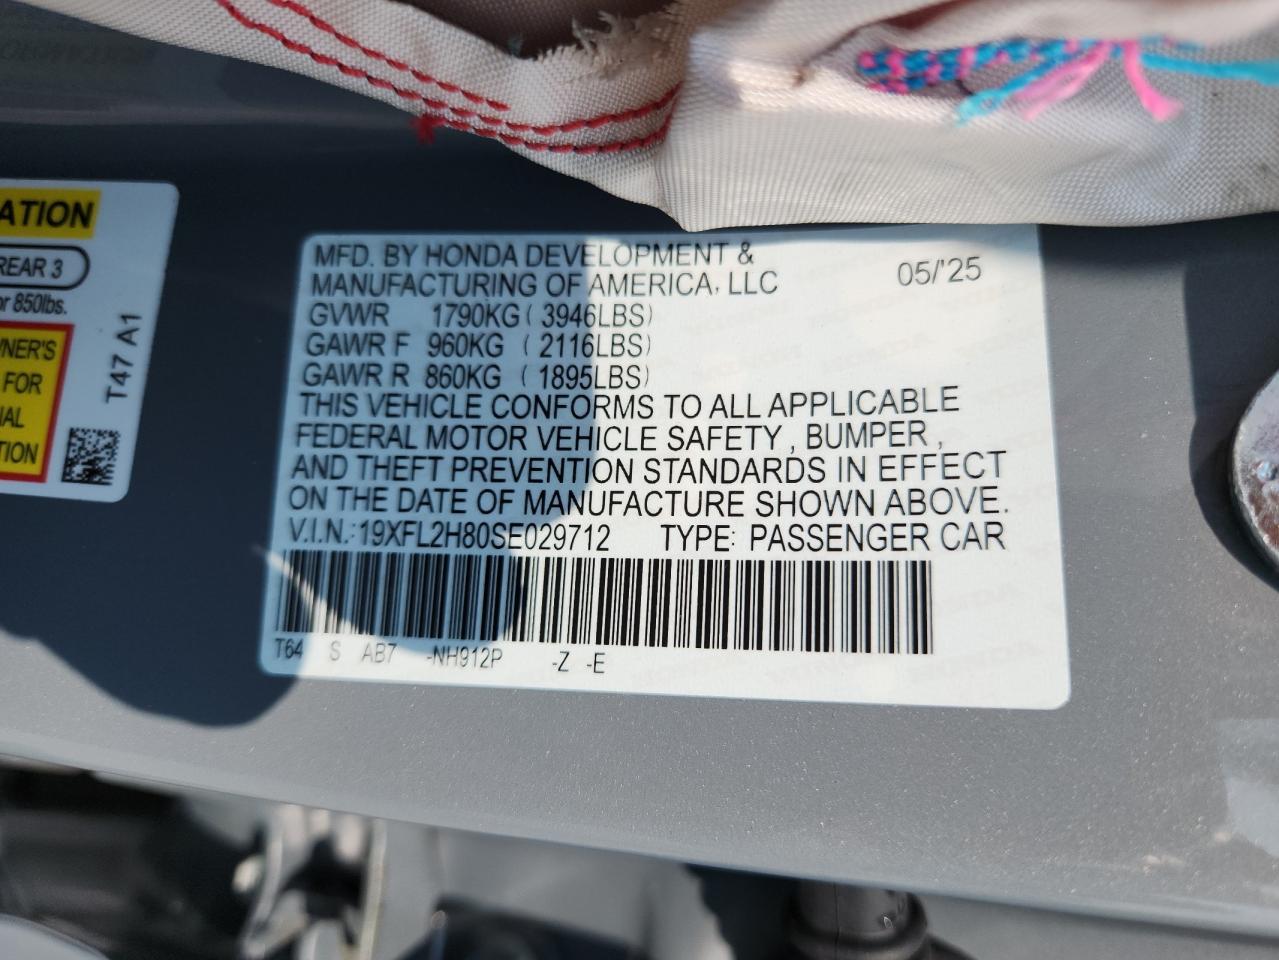 ATION
REAR 3
or 850lbs.
NER'S
FOR
IAL
TION
T47 A1
MFD. BY HONDA DEVELOPMENT &
MANUFACTURING OF AMERICA, LLC
05/'25
GVWR 1790KG ( 3946LBS)
GAWR F 960KG ( 2116LBS)
GAWR R 860KG ( 1895LBS)
THIS VEHICLE CONFORMS TO ALL APPLICABLE
FEDERAL MOTOR VEHICLE SAFETY , BUMPER ,
AND THEFT PREVENTION STANDARDS IN EFFECT
ON THE DATE OF MANUFACTURE SHOWN ABOVE.
V.I.N.:19XFL2H80SE029712 TYPE: PASSENGER CAR
T64 S AB7 -NH912P -Z -E